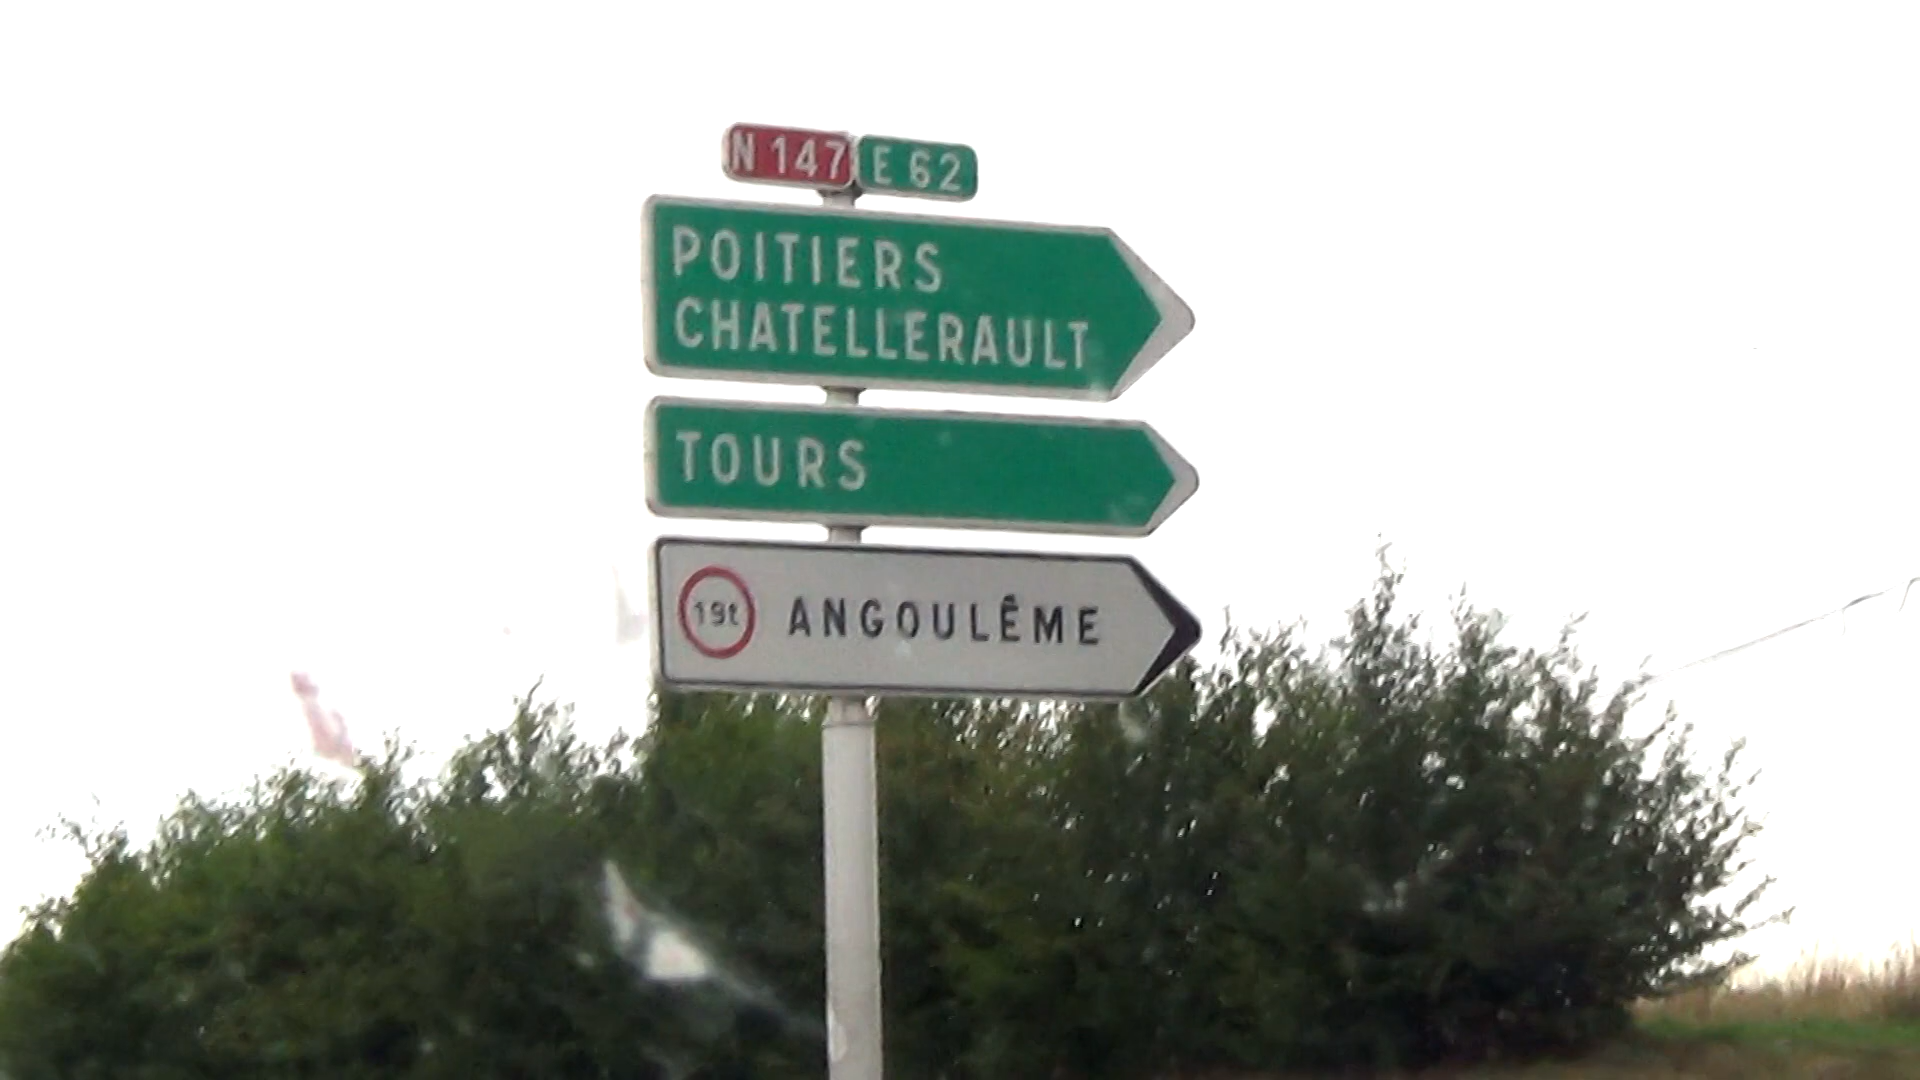 N 147 E 62
POITIERS
CHATELLERAULT
TOURS
19t ANGOULÊME